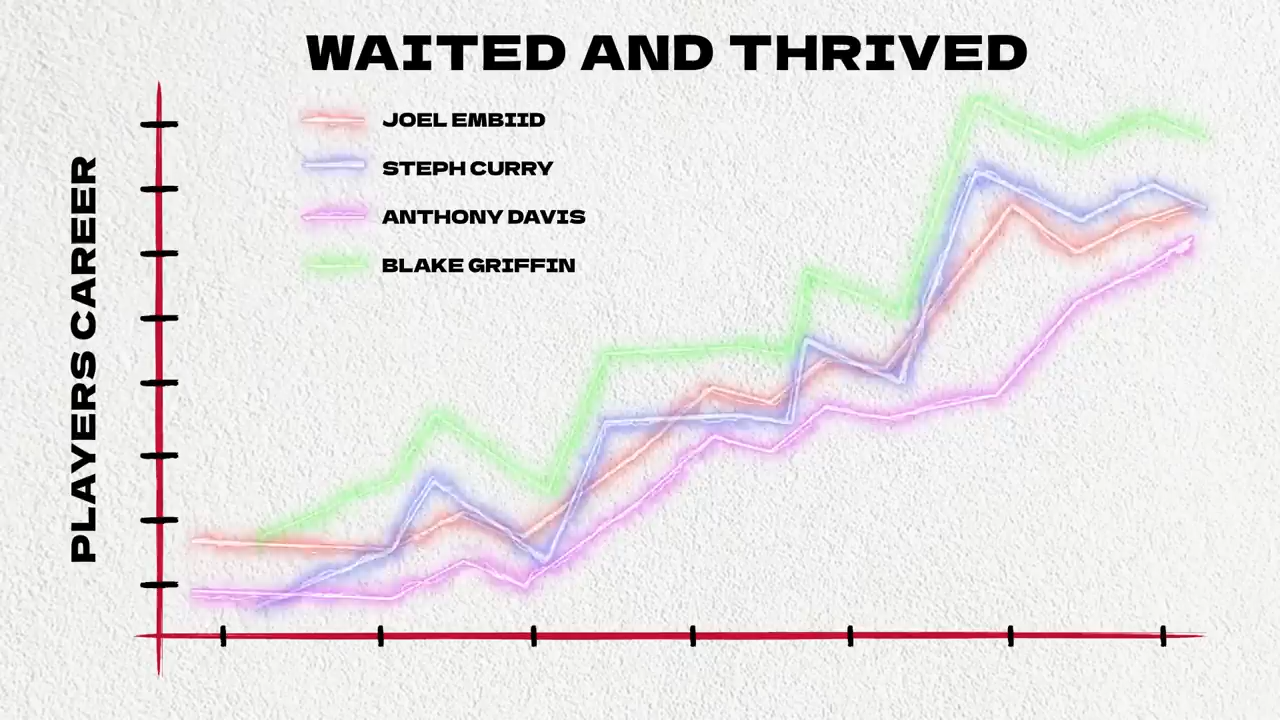 WAITED AND THRIVED
JOEL EMBIID
STEPH CURRY
ANTHONY DAVIS
BLAKE GRIFFIN
PLAYERS CAREER